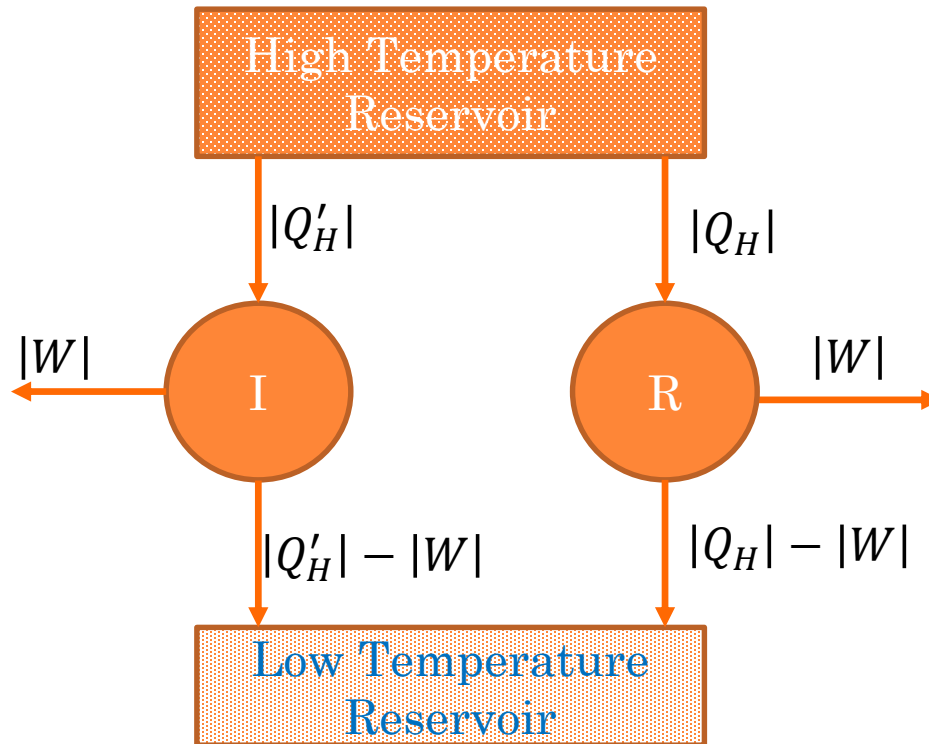 High Temperature
Reservoir
|Q′_H|
|Q_H|
|W|
|W|
I
R
|Q′_H| − |W|
|Q_H| − |W|
Low Temperature
Reservoir